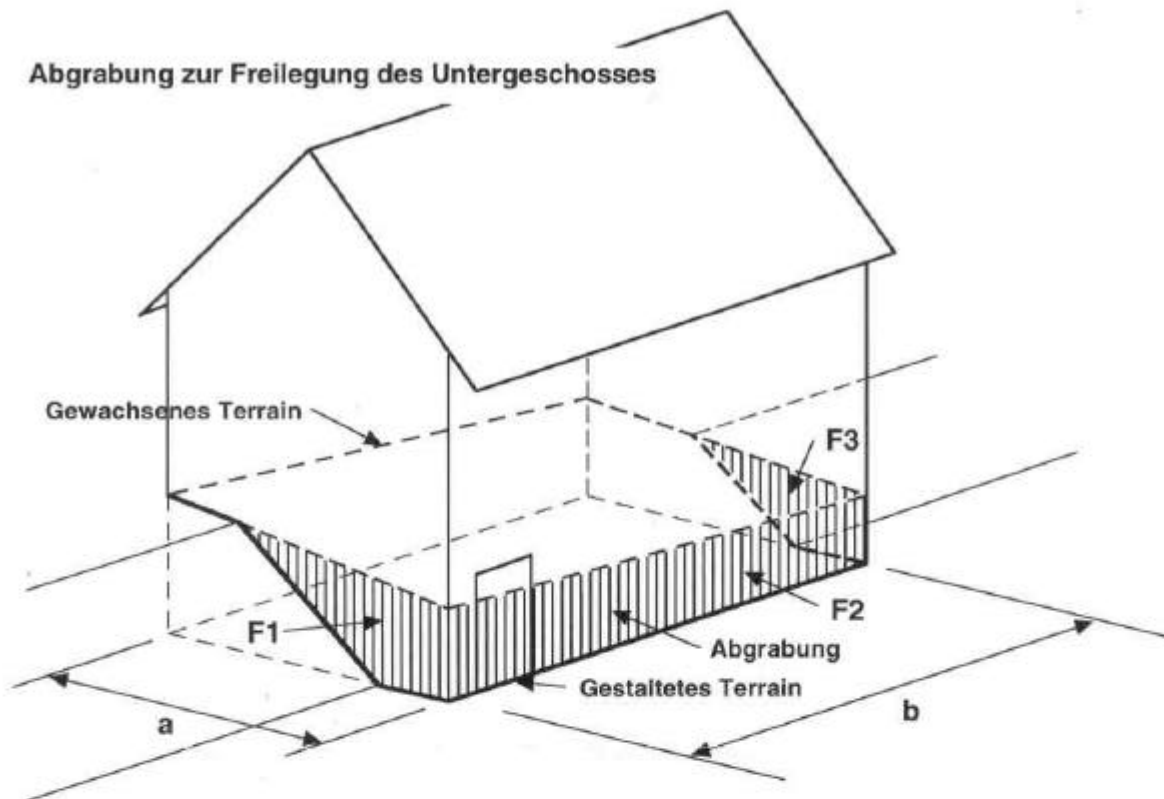 Abgrabung zur Freilegung des Untergeschosses
Gewachsenes Terrain
F3
F1
F2
Abgrabung
Gestaltetes Terrain
a
b